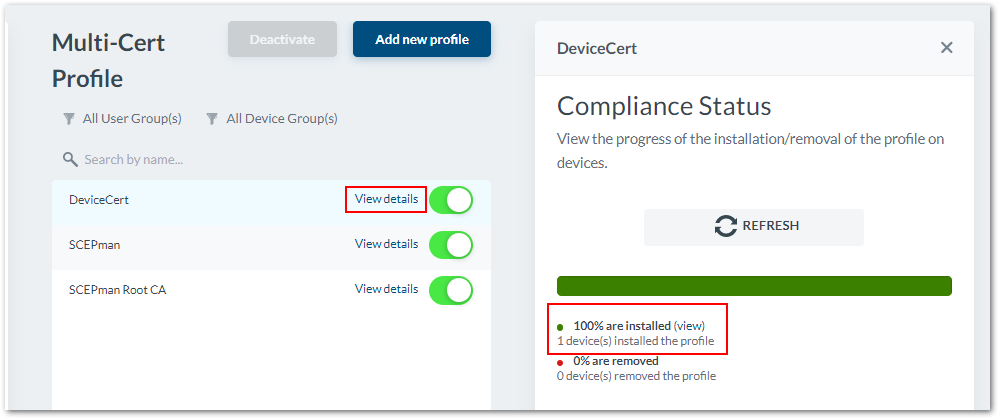 Multi-Cert
Profile
Deactivate
Add new profile
All User Group(s)
All Device Group(s)
Search by name...
DeviceCert
View details
SCEPman
View details
SCEPman Root CA
View details
DeviceCert
Compliance Status
View the progress of the installation/removal of the profile on
devices.
REFRESH
100% are installed (view)
1 device(s) installed the profile
0% are removed
0 device(s) removed the profile